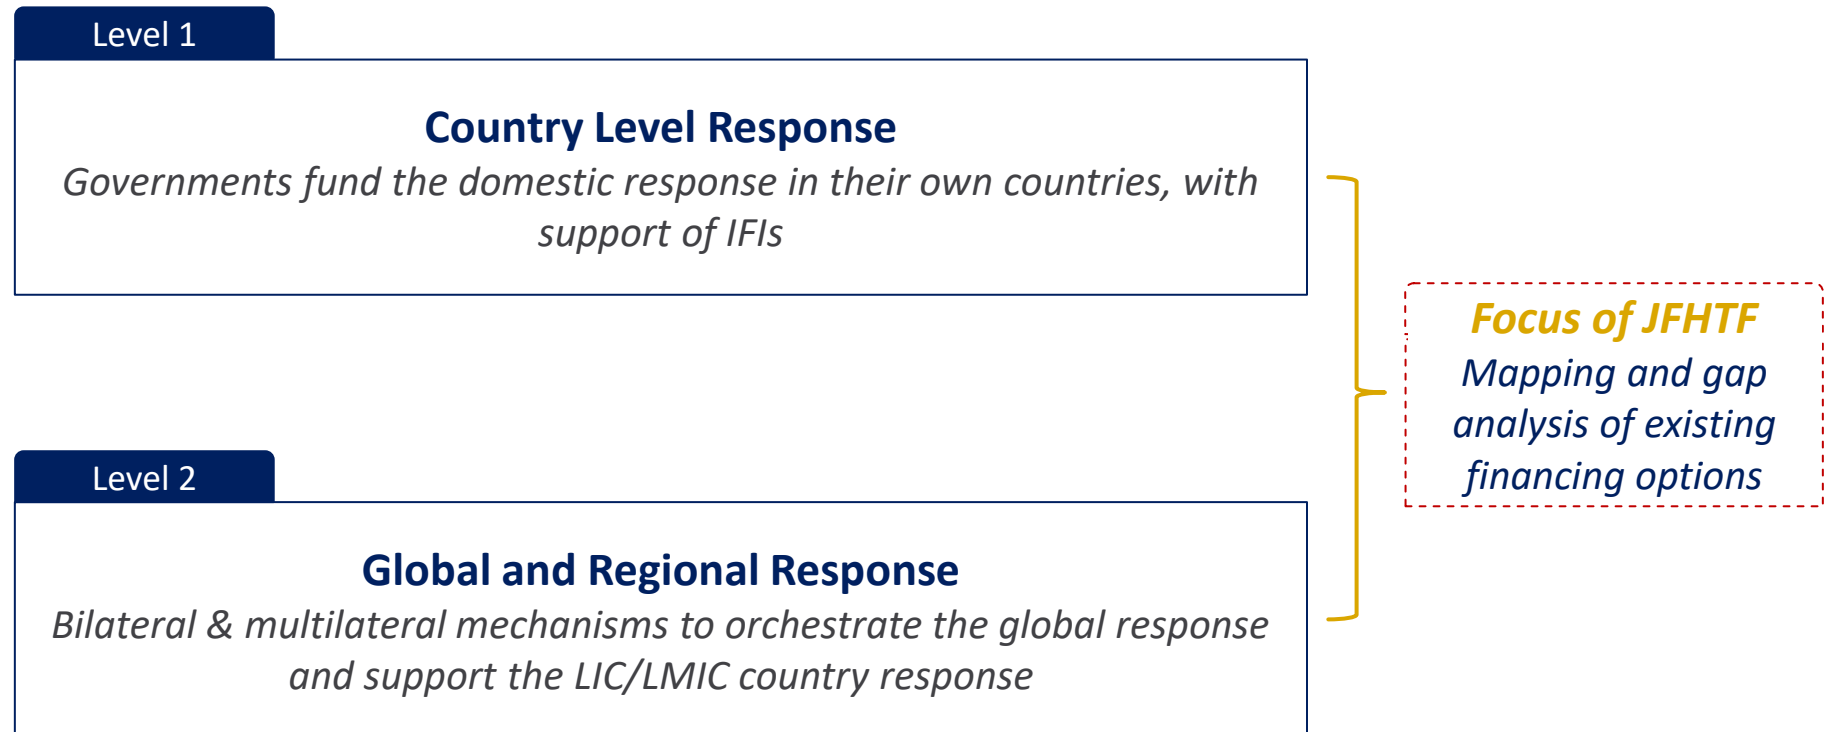 Level 1
Country Level Response
Governments fund the domestic response in their own countries, with
support of IFIs
Focus of JFHTF
Mapping and gap
analysis of existing
financing options
Level 2
Global and Regional Response
Bilateral & multilateral mechanisms to orchestrate the global response
and support the LIC/LMIC country response